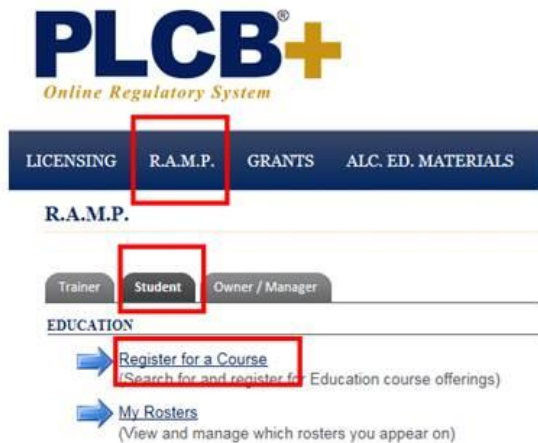 PLCB+®
Online Regulatory System
LICENSING R.A.M.P. GRANTS ALC. ED. MATERIALS
R.A.M.P.
Trainer Student Owner / Manager
EDUCATION
Register for a Course
(Search for and register for Education course offerings)
My Rosters
(View and manage which rosters you appear on)